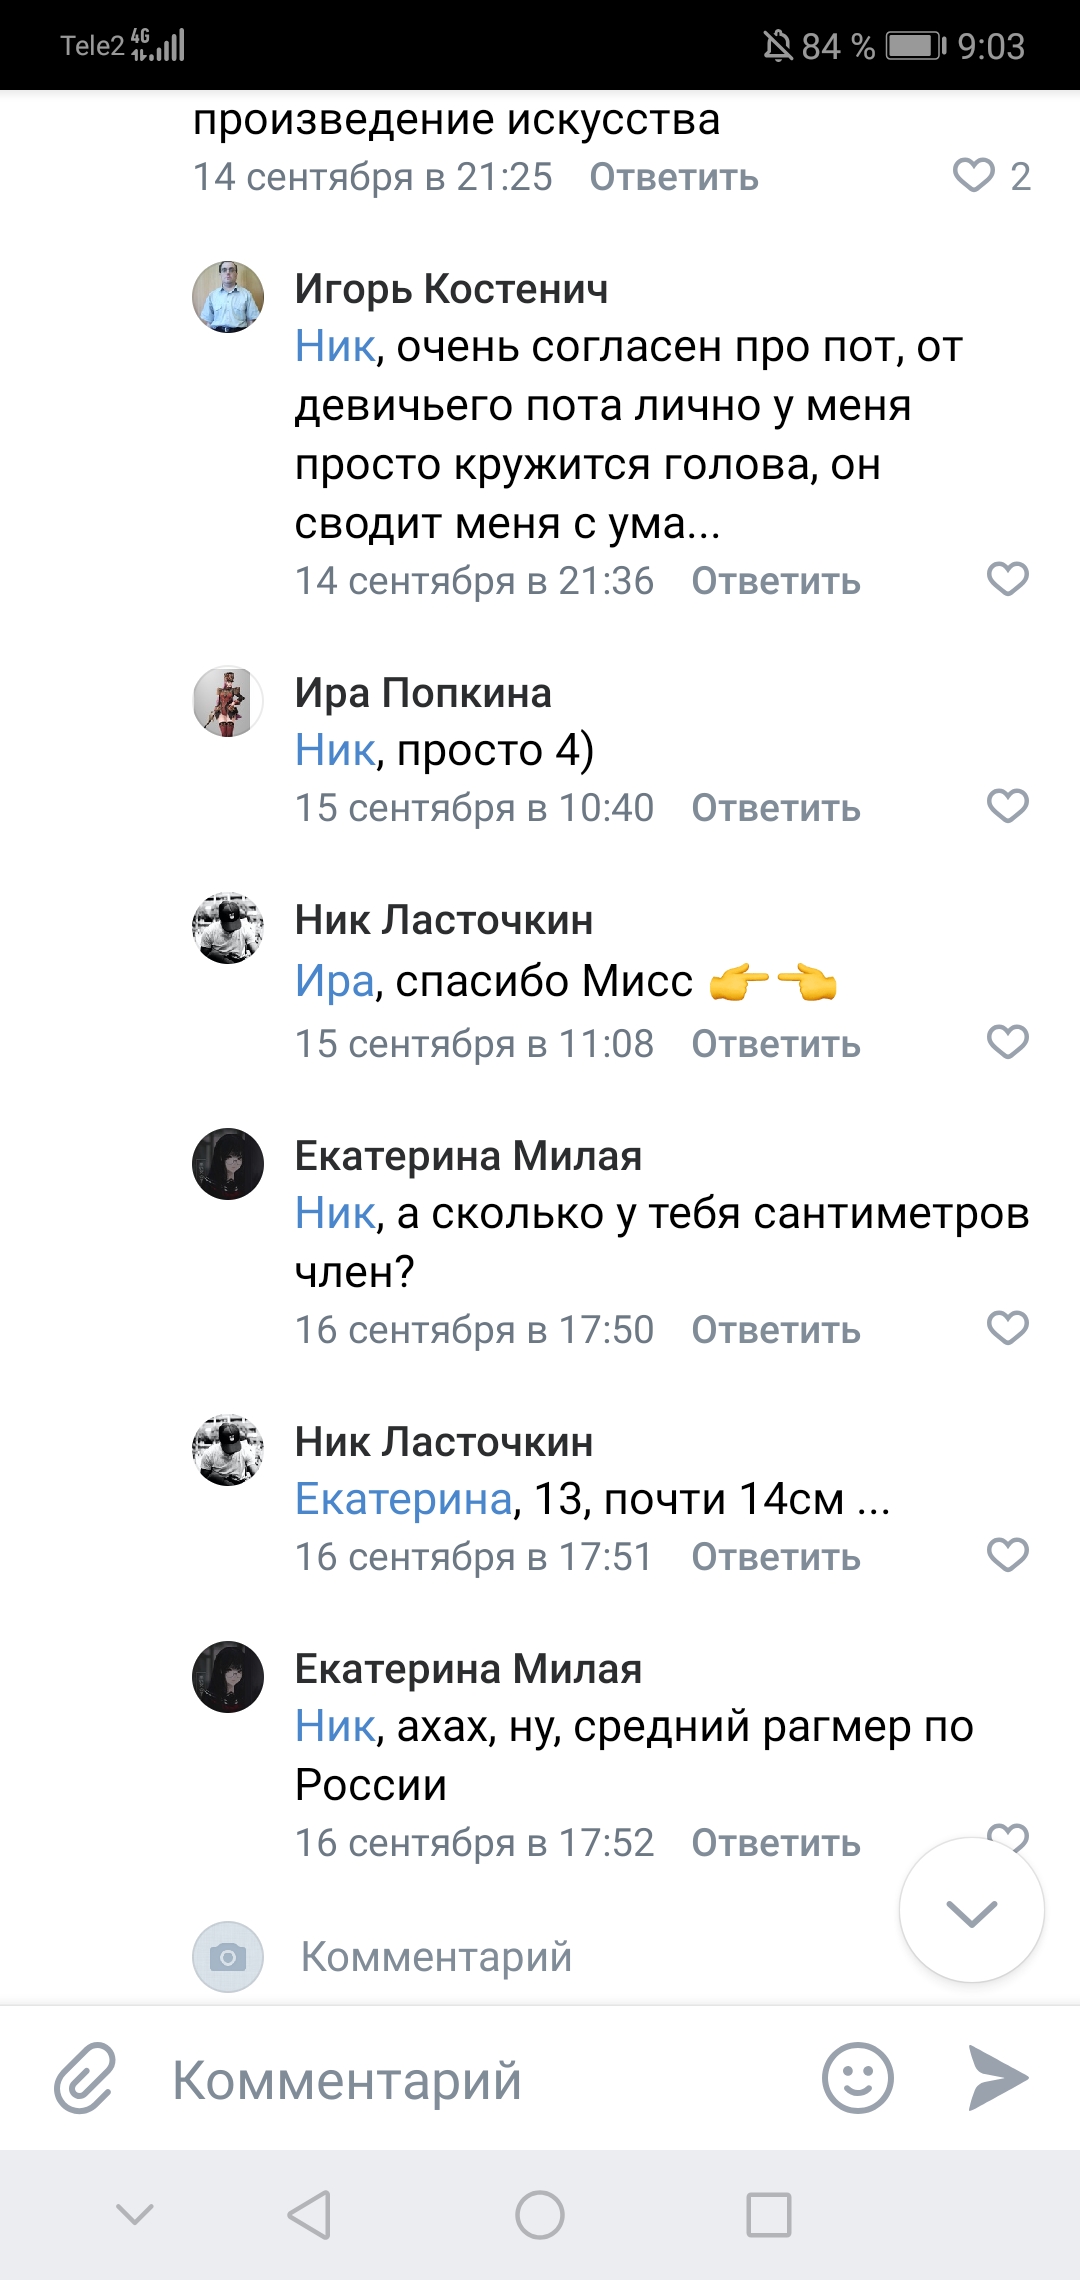 Tele2 4G 84 % 9:03
произведение искусства
14 сентября в 21:25 Ответить 2
Игорь Костенич
Ник, очень согласен про пот, от
девичьего пота лично у меня
просто кружится голова, он
сводит меня с ума...
14 сентября в 21:36 Ответить
Ира Попкина
Ник, просто 4)
15 сентября в 10:40 Ответить
Ник Ласточкин
Ира, спасибо Мисс 👉👈
15 сентября в 11:08 Ответить
Екатерина Милая
Ник, а сколько у тебя сантиметров
член?
16 сентября в 17:50 Ответить
Ник Ласточкин
Екатерина, 13, почти 14см ...
16 сентября в 17:51 Ответить
Екатерина Милая
Ник, ахах, ну, средний рагмер по
России
16 сентября в 17:52 Ответить
Комментарий
Комментарий